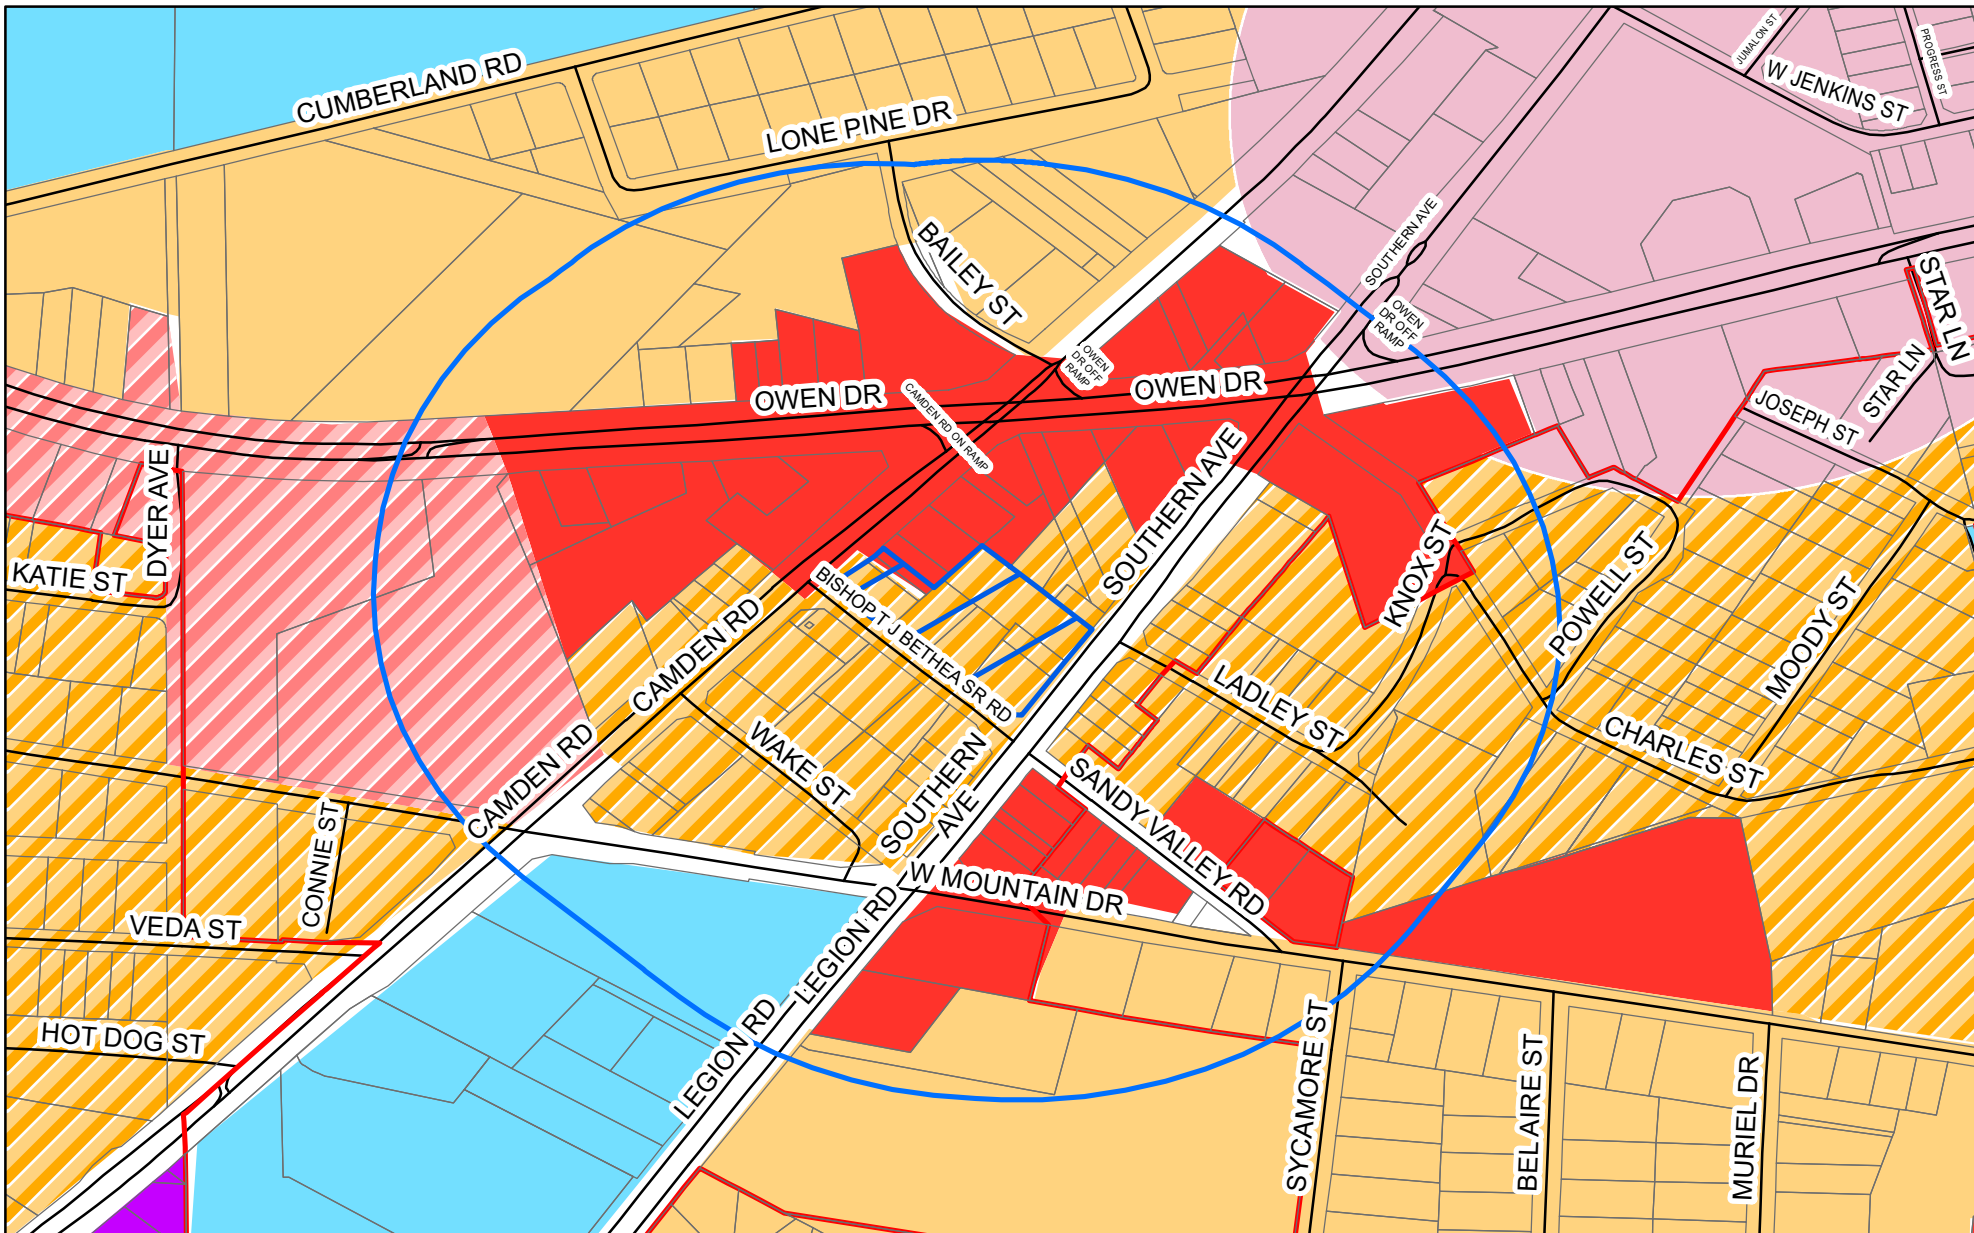 CUMBERLAND RD
LONE PINE DR
JUMALON ST
PROGRESS ST
W JENKINS ST
BAILEY ST
SOUTHERN AVE
OWEN
DR OFF
RAMP
STAR LN
OWEN
DR OFF
RAMP
OWEN DR
OWEN DR
CAMDEN RD ON RAMP
STAR LN
JOSEPH ST
DYER AVE
KATIE ST
SOUTHERN AVE
KNOX ST
POWELL ST
MOODY ST
BISHOP T J BETHEA SR RD
CAMDEN RD
LADLEY ST
CHARLES ST
WAKE ST
CAMDEN RD
SOUTHERN
AVE
SANDY VALLEY RD
CONNIE ST
W MOUNTAIN DR
VEDA ST
LEGION RD
HOT DOG ST
LEGION RD
SYCAMORE ST
BELAIRE ST
MURIEL DR